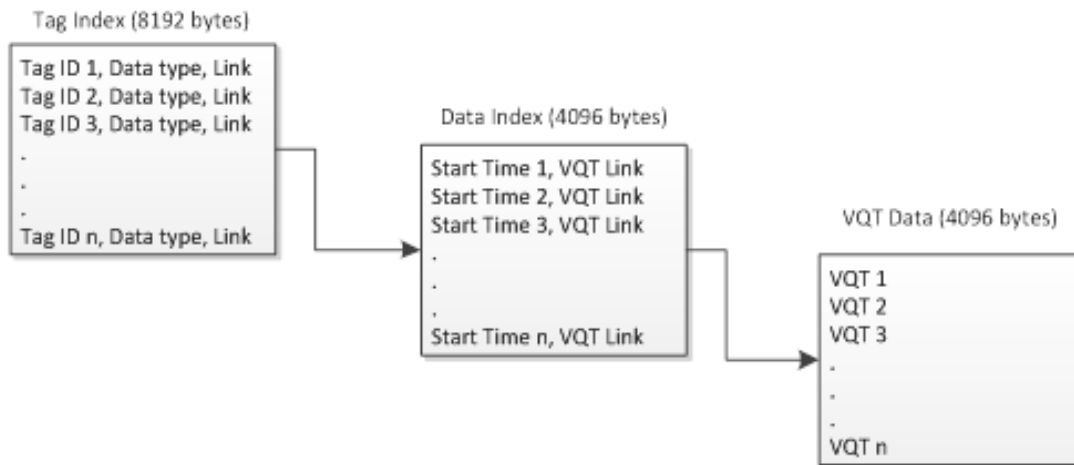 Tag Index (8192 bytes)
Tag ID 1, Data type, Link
Tag ID 2, Data type, Link
Tag ID 3, Data type, Link
.
.
.
Tag ID n, Data type, Link
Data Index (4096 bytes)
Start Time 1, VQT Link
Start Time 2, VQT Link
Start Time 3, VQT Link
.
.
.
Start Time n, VQT Link
VQT Data (4096 bytes)
VQT 1
VQT 2
VQT 3
.
.
.
VQT n